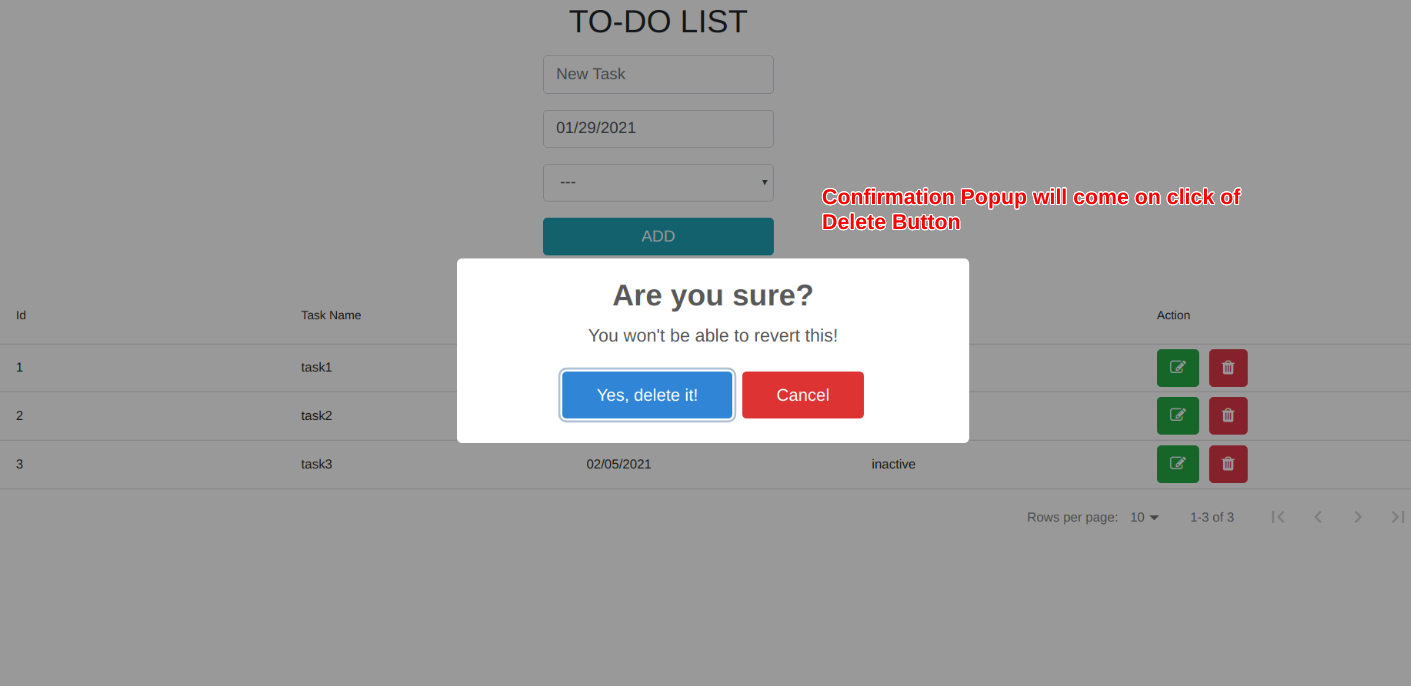 TO-DO LIST
New Task
01/29/2021
---
Confirmation Popup will come on click of
Delete Button
ADD
Are you sure?
You won't be able to revert this!
Yes, delete it! Cancel
Id Task Name Action
1 task1
2 task2
3 task3 02/05/2021 inactive
Rows per page: 10 1-3 of 3